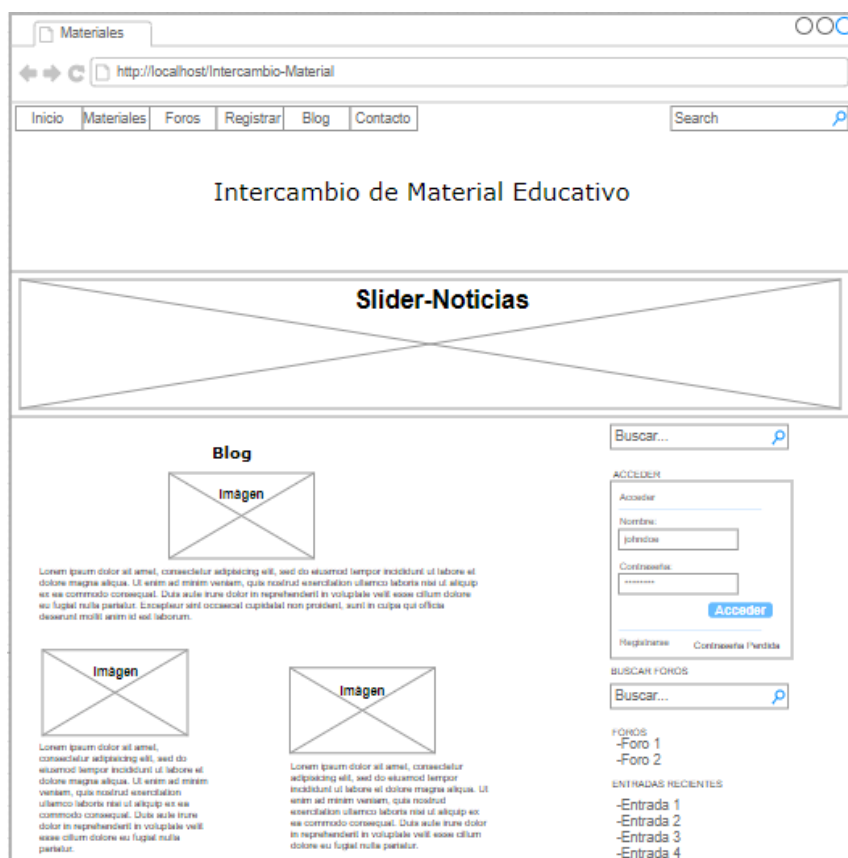 Materiales
http://localhost/Intercambio-Material
Inicio Materiales Foros Registrar Blog Contacto
Search
Intercambio de Material Educativo
Slider-Noticias
Blog
Imágen
Lorem ipsum dolor sit amet, consectetur adipisicing elit, sed do eiusmod tempor incididunt ut labore et
dolore magna aliqua. Ut enim ad minim veniam, quis nostrud exercitation ullamco laboris nisi ut aliquip
ex ea commodo consequat. Duis aute irure dolor in reprehenderit in voluptate velit esse cillum dolore
eu fugiat nulla pariatur. Excepteur sint occaecat cupidatat non proident, sunt in culpa qui officia
deserunt mollit anim id est laborum.
Imágen
Lorem ipsum dolor sit amet,
consectetur adipisicing elit, sed do
eiusmod tempor incididunt ut labore et
dolore magna aliqua. Ut enim ad minim
veniam, quis nostrud exercitation
ullamco laboris nisi ut aliquip ex ea
commodo consequat. Duis aute irure
dolor in reprehenderit in voluptate velit
esse cillum dolore eu fugiat nulla
pariatur.
Imágen
Lorem ipsum dolor sit amet, consectetur
adipisicing elit, sed do eiusmod tempor
incididunt ut labore et dolore magna aliqua. Ut
enim ad minim veniam, quis nostrud
exercitation ullamco laboris nisi ut aliquip ex
ea commodo consequat. Duis aute irure dolor
in reprehenderit in voluptate velit esse cillum
dolore eu fugiat nulla pariatur.
Buscar...
ACCEDER
Acceder
Nombre:
johndoe
Contraseña:
********
Acceder
Registrarse Contraseña Perdida
BUSCAR FOROS
Buscar...
FOROS
-Foro 1
-Foro 2
ENTRADAS RECIENTES
-Entrada 1
-Entrada 2
-Entrada 3
-Entrada 4